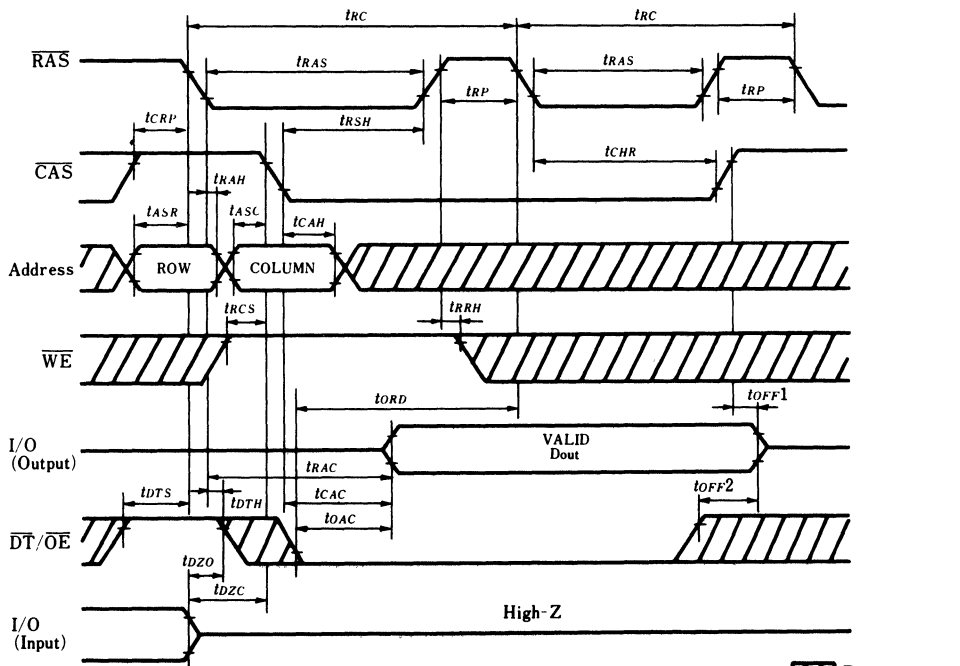 tRC tRC
RAS
tRAS tRAS
tRP tRP
tCRP tRSH
CAS
tCHR
tRAH
tASR tASC tCAH
Address ROW COLUMN
tRCS tRRH
WE
tORD tOFF1
I/O
(Output)
VALID
Dout
tRAC
tOFF2
tCAC
tDTS tDTH
tOAC
DT/OE
tDZO
tDZC
I/O
(Input)
High-Z